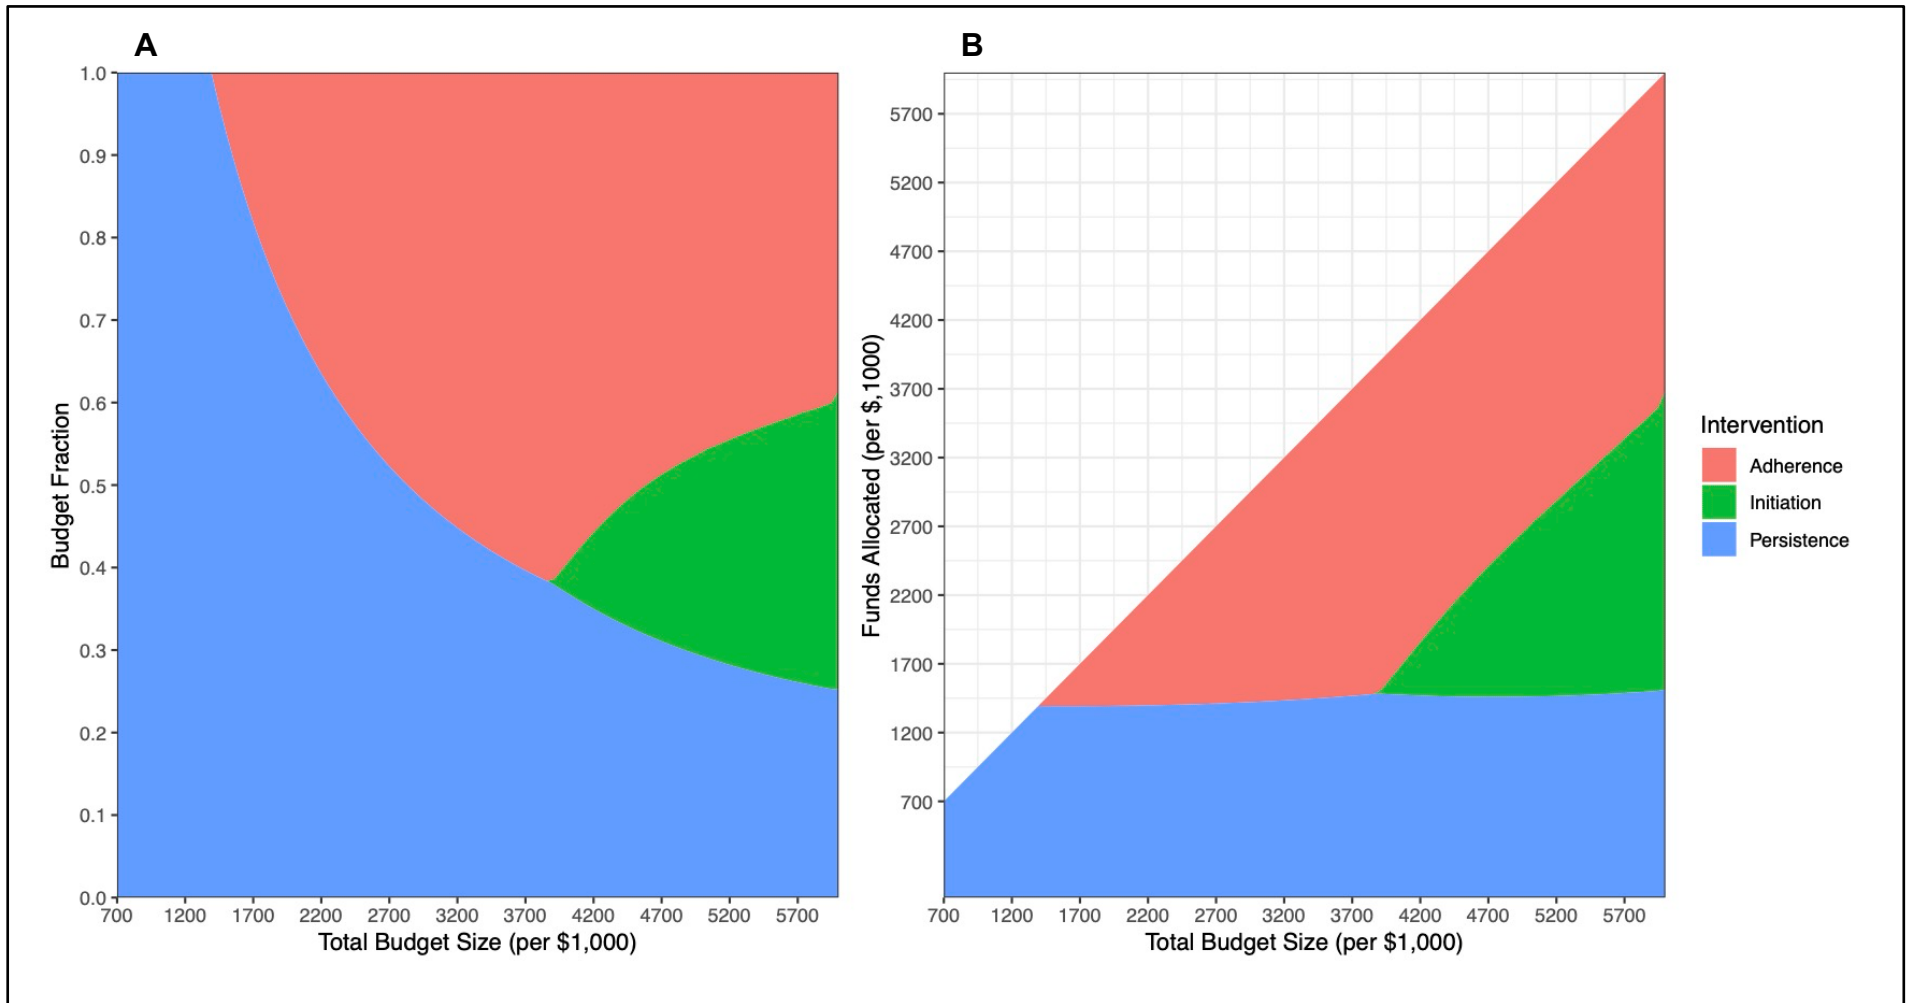 A
B
1.0
0.9
0.8
0.7
0.6
0.5
0.4
0.3
0.2
0.1
0.0
Budget Fraction
700 1200 1700 2200 2700 3200 3700 4200 4700 5200 5700
Total Budget Size (per $1,000)
5700
5200
4700
4200
3700
3200
2700
2200
1700
1200
700
Funds Allocated (per $,1000)
700 1200 1700 2200 2700 3200 3700 4200 4700 5200 5700
Total Budget Size (per $1,000)
Intervention
Adherence
Initiation
Persistence